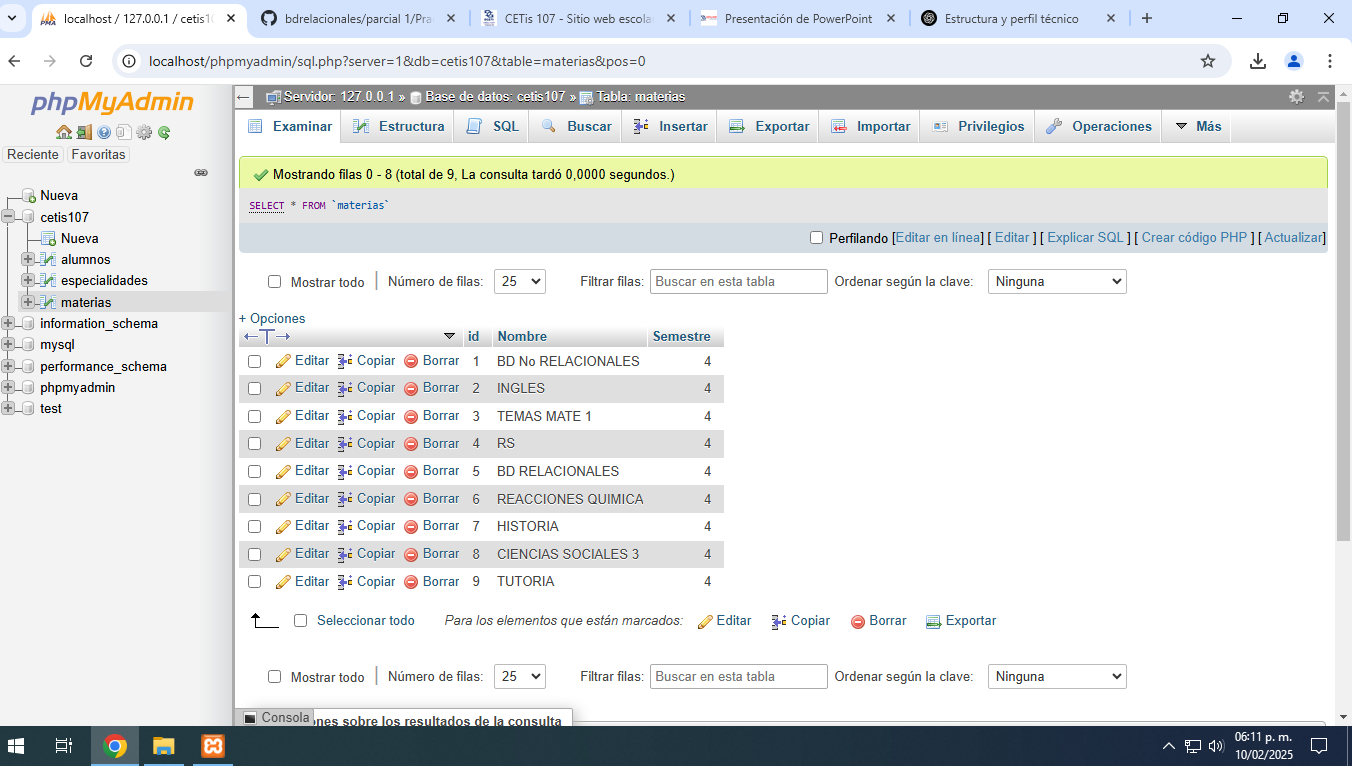 localhost / 127.0.0.1 / cetis10
bdrelacionales/parcial 1/Pra
CETis 107 - Sitio web escola
Presentación de PowerPoint
Estructura y perfil técnico
localhost/phpmyadmin/sql.php?server=1&db=cetis107&table=materias&pos=0
phpMyAdmin
Reciente Favoritas
Nueva
cetis107
Nueva
alumnos
especialidades
materias
information_schema
mysql
performance_schema
phpmyadmin
test
Servidor: 127.0.0.1 » Base de datos: cetis107 » Tabla: materias
Examinar Estructura SQL Buscar Insertar Exportar Importar Privilegios Operaciones Más
Mostrando filas 0 - 8 (total de 9, La consulta tardó 0,0000 segundos.)
SELECT * FROM `materias`
Perfilando [Editar en línea] [ Editar ] [ Explicar SQL ] [ Crear código PHP ] [ Actualizar]
Mostrar todo | Número de filas: 25 Filtrar filas: Buscar en esta tabla Ordenar según la clave: Ninguna
+ Opciones
←T→ id Nombre Semestre
Editar Copiar Borrar 1 BD No RELACIONALES 4
Editar Copiar Borrar 2 INGLES 4
Editar Copiar Borrar 3 TEMAS MATE 1 4
Editar Copiar Borrar 4 RS 4
Editar Copiar Borrar 5 BD RELACIONALES 4
Editar Copiar Borrar 6 REACCIONES QUIMICA 4
Editar Copiar Borrar 7 HISTORIA 4
Editar Copiar Borrar 8 CIENCIAS SOCIALES 3 4
Editar Copiar Borrar 9 TUTORIA 4
Seleccionar todo Para los elementos que están marcados: Editar Copiar Borrar Exportar
Mostrar todo | Número de filas: 25 Filtrar filas: Buscar en esta tabla Ordenar según la clave: Ninguna
Consola nes sobre los resultados de la consulta
06:11 p. m.
10/02/2025